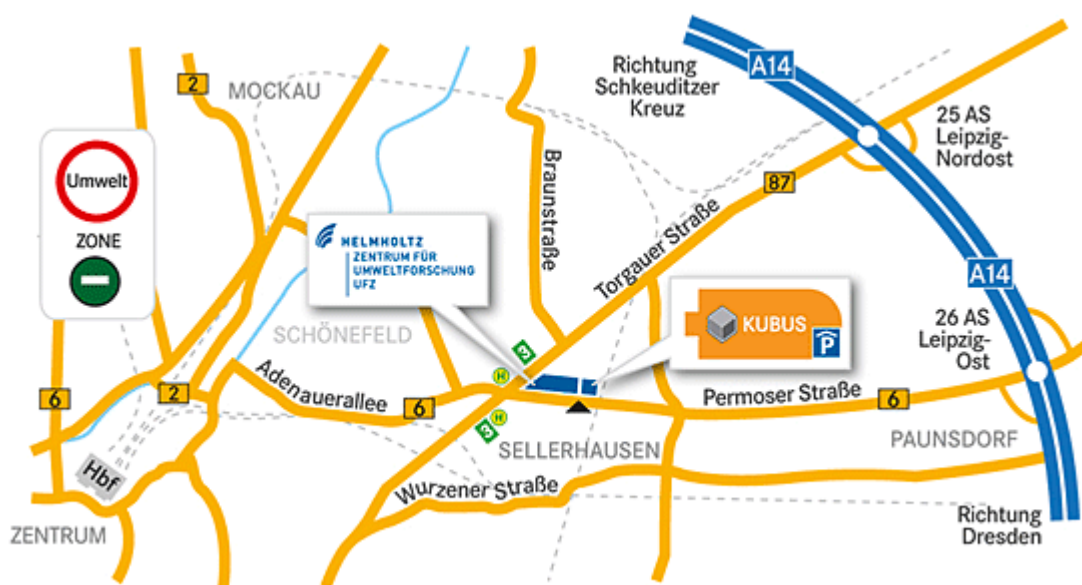 2
MOCKAU
Richtung
Schkeuditzer
Kreuz
A14
25 AS
Leipzig-
Nordost
Umwelt
ZONE
Braunstraße
87
HELMHOLTZ
ZENTRUM FÜR
UMWELTFORSCHUNG
UFZ
Torgauer Straße
A14
KUBUS
P
26 AS
Leipzig-
Ost
SCHÖNEFELD
3
H
Adenauerallee
6
2
6
Permoser Straße
6
H
3
SELLERHAUSEN
PAUNSDORF
Hbf
Wurzener Straße
ZENTRUM
Richtung
Dresden